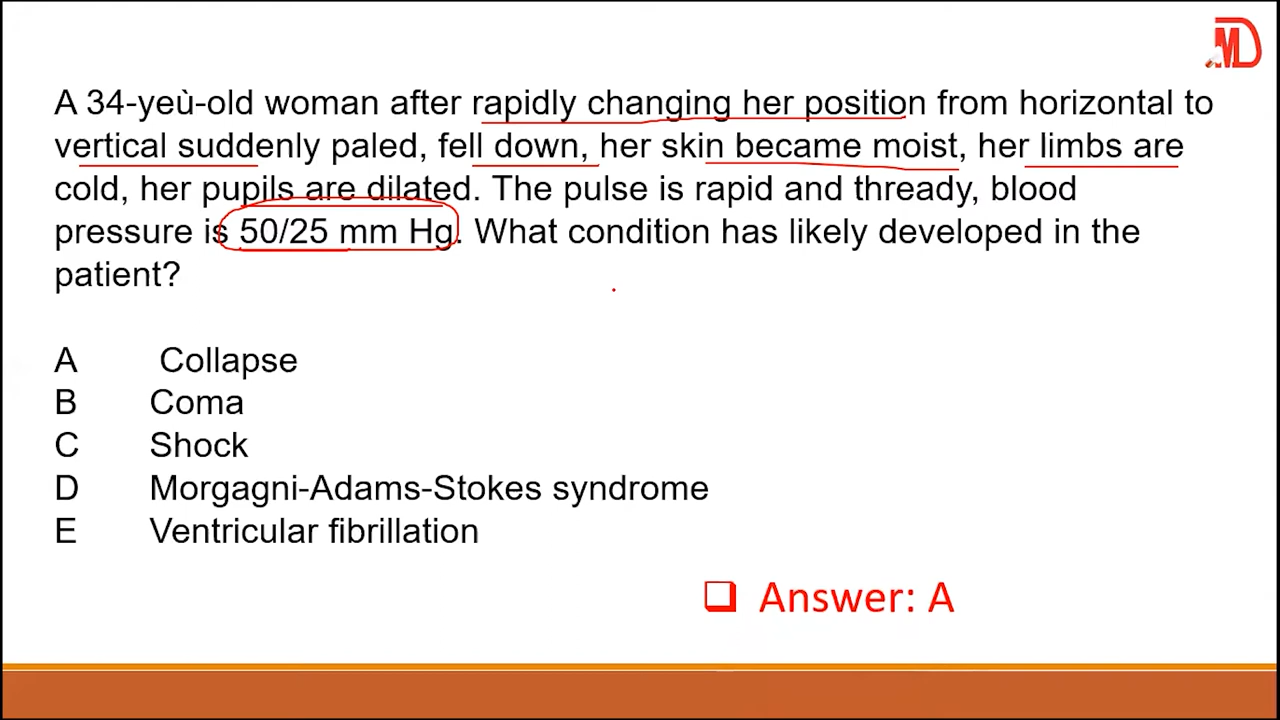 MD
A 34-yeù-old woman after rapidly changing her position from horizontal to
vertical suddenly paled, fell down, her skin became moist, her limbs are
cold, her pupils are dilated. The pulse is rapid and thready, blood
pressure is 50/25 mm Hg. What condition has likely developed in the
patient?
A Collapse
B Coma
C Shock
D Morgagni-Adams-Stokes syndrome
E Ventricular fibrillation
Answer: A